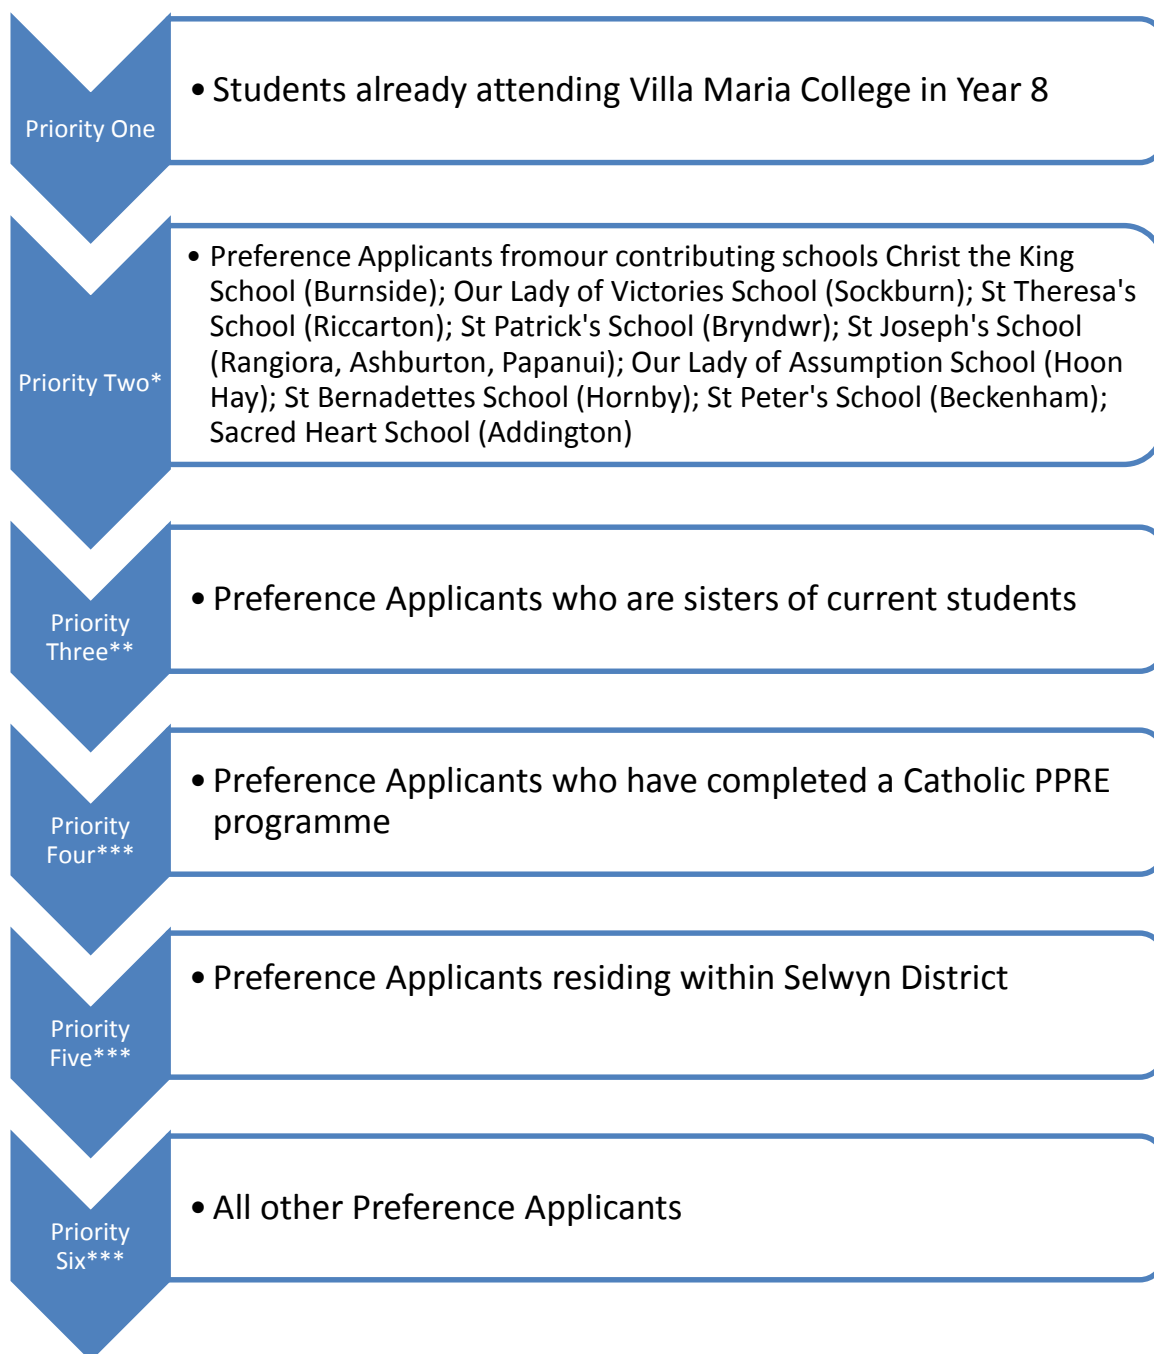 Priority One
• Students already attending Villa Maria College in Year 8
Priority Two*
• Preference Applicants fromour contributing schools Christ the King
School (Burnside); Our Lady of Victories School (Sockburn); St Theresa's
School (Riccarton); St Patrick's School (Bryndwr); St Joseph's School
(Rangiora, Ashburton, Papanui); Our Lady of Assumption School (Hoon
Hay); St Bernadettes School (Hornby); St Peter's School (Beckenham);
Sacred Heart School (Addington)
Priority
Three**
• Preference Applicants who are sisters of current students
Priority
Four***
• Preference Applicants who have completed a Catholic PPRE
programme
Priority
Five***
• Preference Applicants residing within Selwyn District
Priority
Six***
• All other Preference Applicants